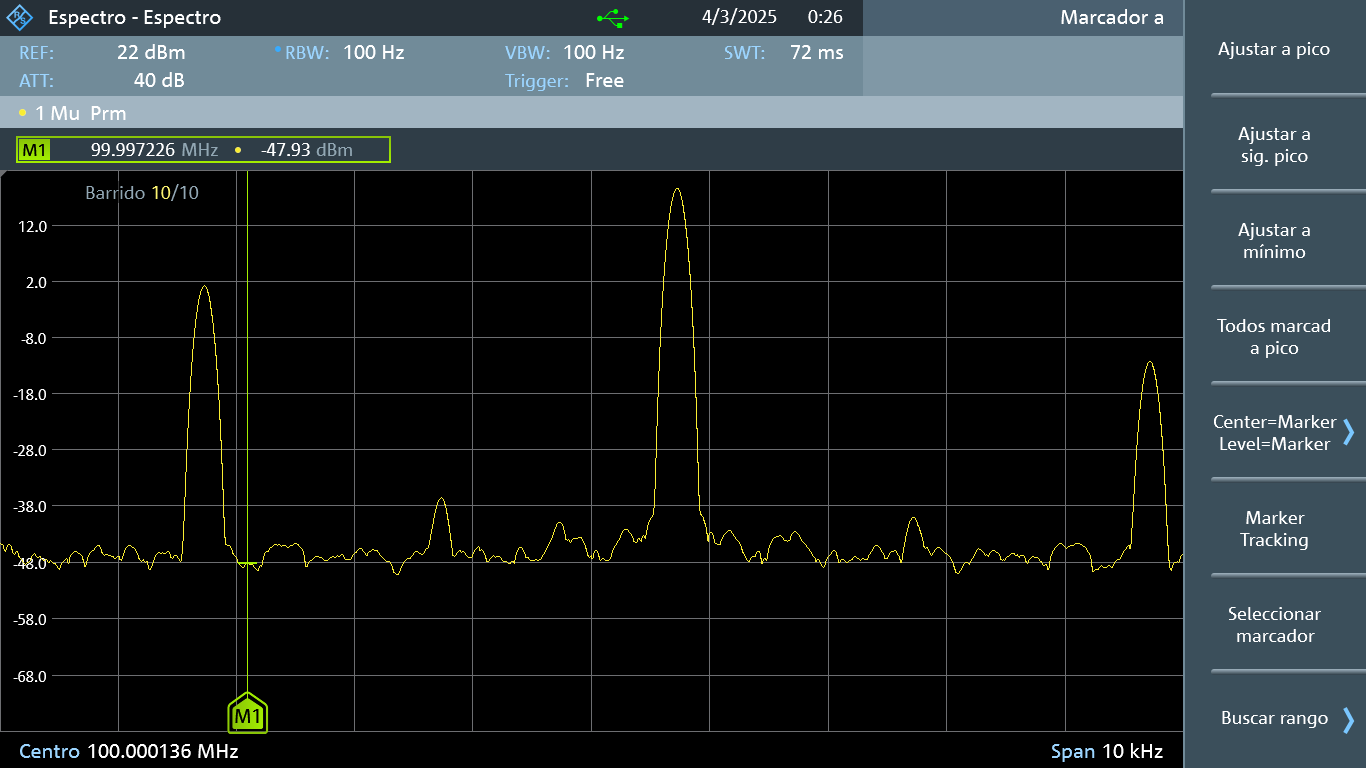 Espectro - Espectro
4/3/2025 0:26
Marcador a
REF: 22 dBm RBW: 100 Hz VBW: 100 Hz SWT: 72 ms
ATT: 40 dB Trigger: Free
1 Mu Prm
M1 99.997226 MHz -47.93 dBm
Barrido 10/10
12.0
2.0
-8.0
-18.0
-28.0
-38.0
-48.0
-58.0
-68.0
M1
Centro 100.000136 MHz Span 10 kHz
Ajustar a pico
Ajustar a
sig. pico
Ajustar a
mínimo
Todos marcad
a pico
Center=Marker
Level=Marker
Marker
Tracking
Seleccionar
marcador
Buscar rango